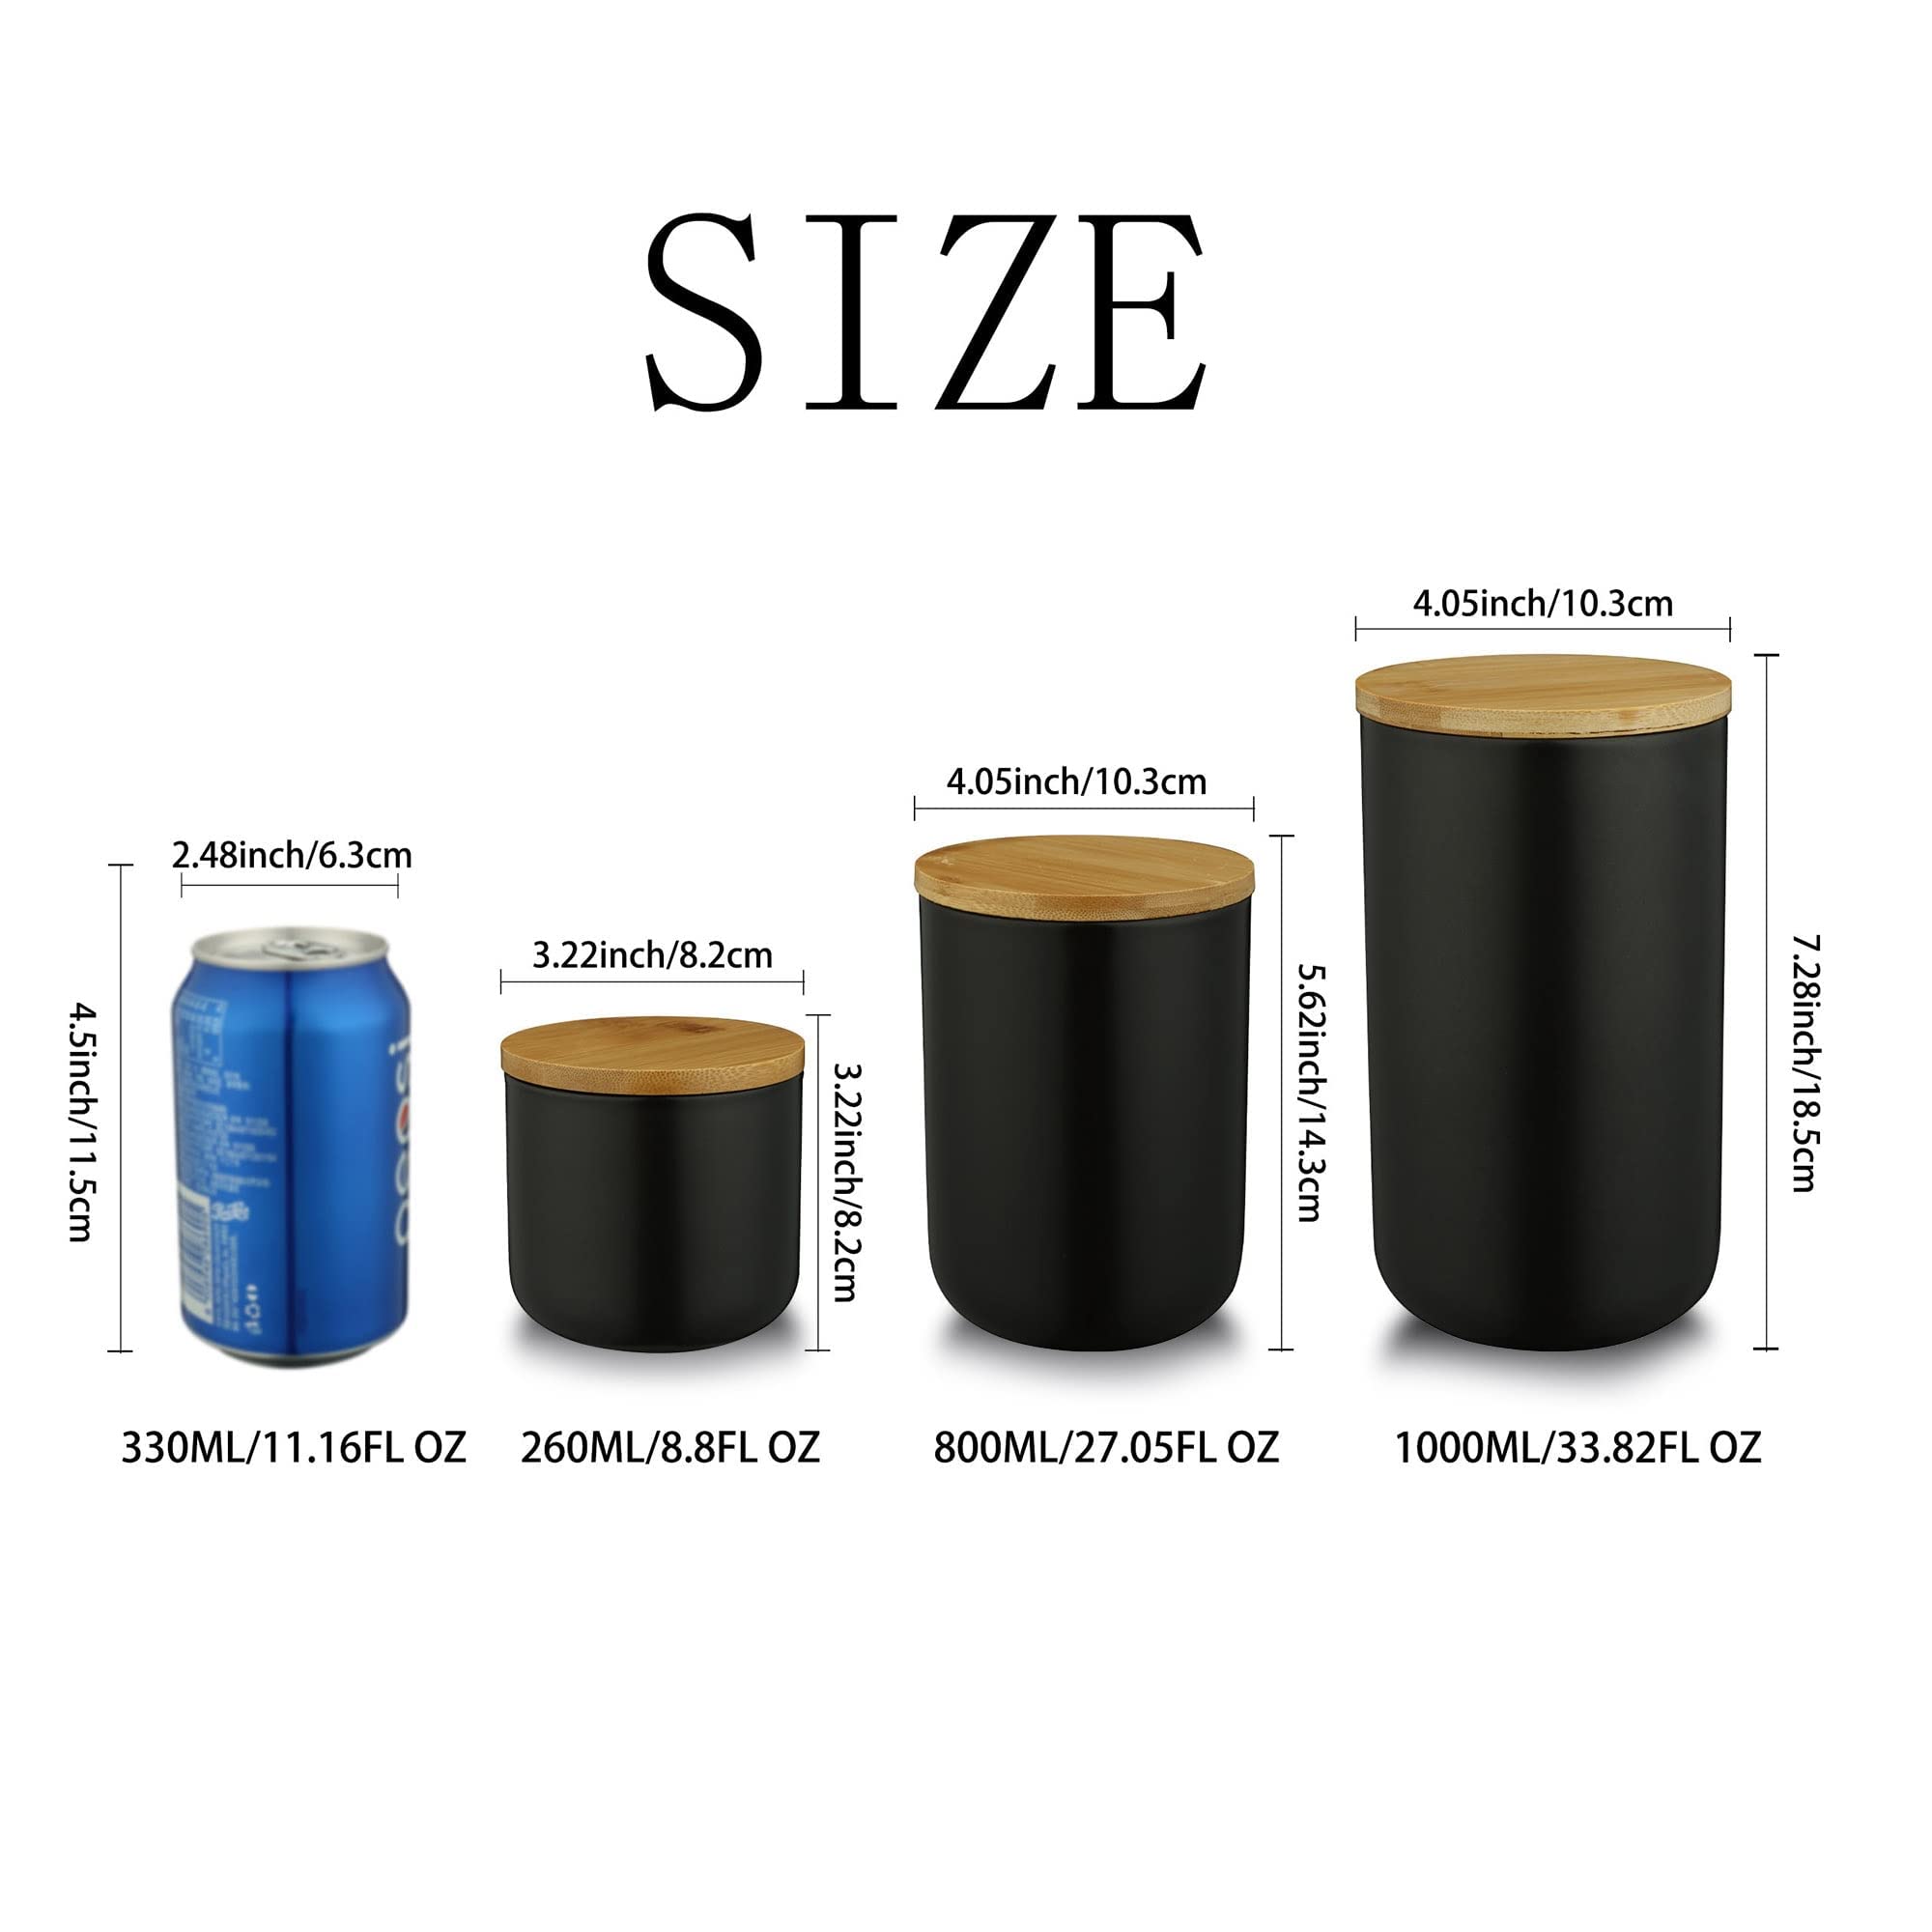 SIZE
4.05inch/10.3cm
4.05inch/10.3cm
2.48inch/6.3cm
3.22inch/8.2cm
4.5inch/11.5cm
3.22inch/8.2cm
5.62inch/14.3cm
7.28inch/18.5cm
330ML/11.16FL OZ
260ML/8.8FL OZ
800ML/27.05FL OZ
1000ML/33.82FL OZ